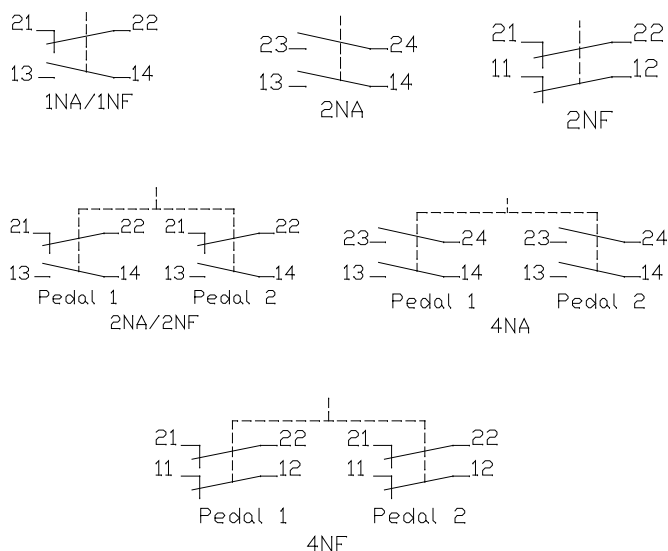 21 22
13 14
1NA/1NF
23 24
13 14
2NA
21 22
11 12
2NF
21 22 21 22
13 14 13 14
Pedal 1 Pedal 2
2NA/2NF
23 24 23 24
13 14 13 14
Pedal 1 Pedal 2
4NA
21 22 21 22
11 12 11 12
Pedal 1 Pedal 2
4NF